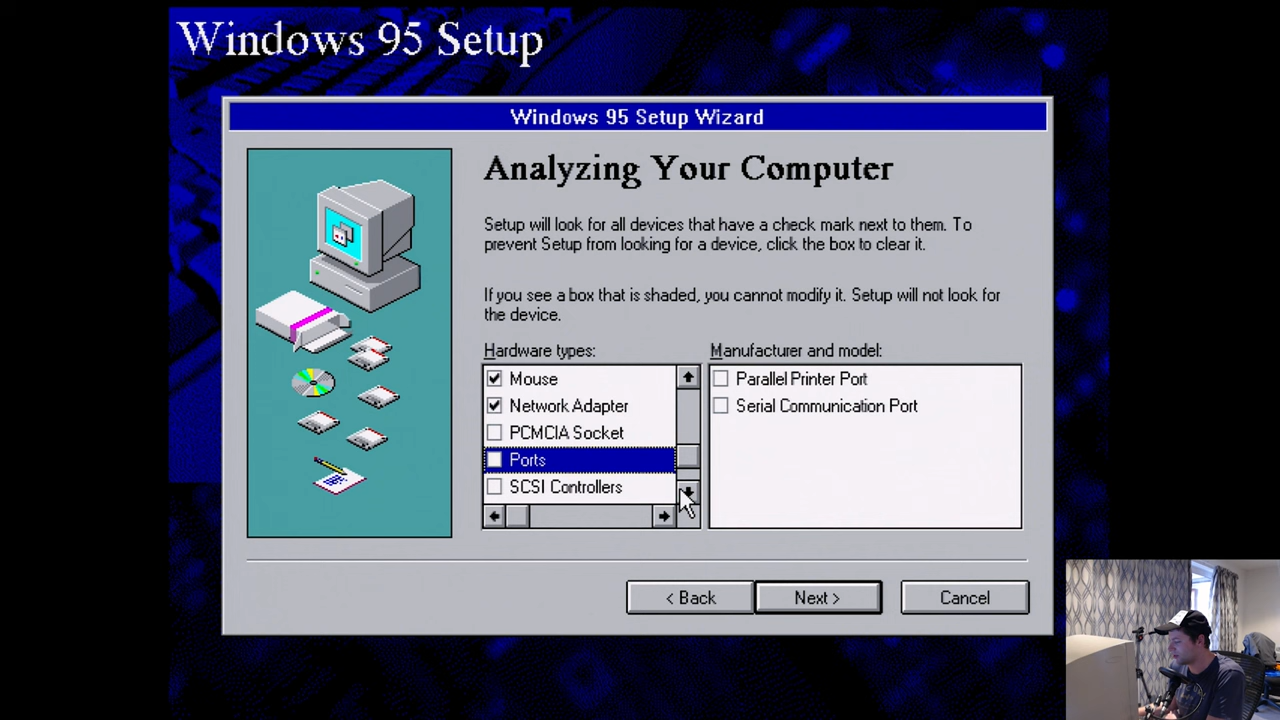 Windows 95 Setup
Windows 95 Setup Wizard
Analyzing Your Computer
Setup will look for all devices that have a check mark next to them. To
prevent Setup from looking for a device, click the box to clear it.
If you see a box that is shaded, you cannot modify it. Setup will not look for
the device.
Hardware types:
Manufacturer and model:
Mouse
Network Adapter
PCMCIA Socket
Ports
SCSI Controllers
Parallel Printer Port
Serial Communication Port
< Back
Next >
Cancel